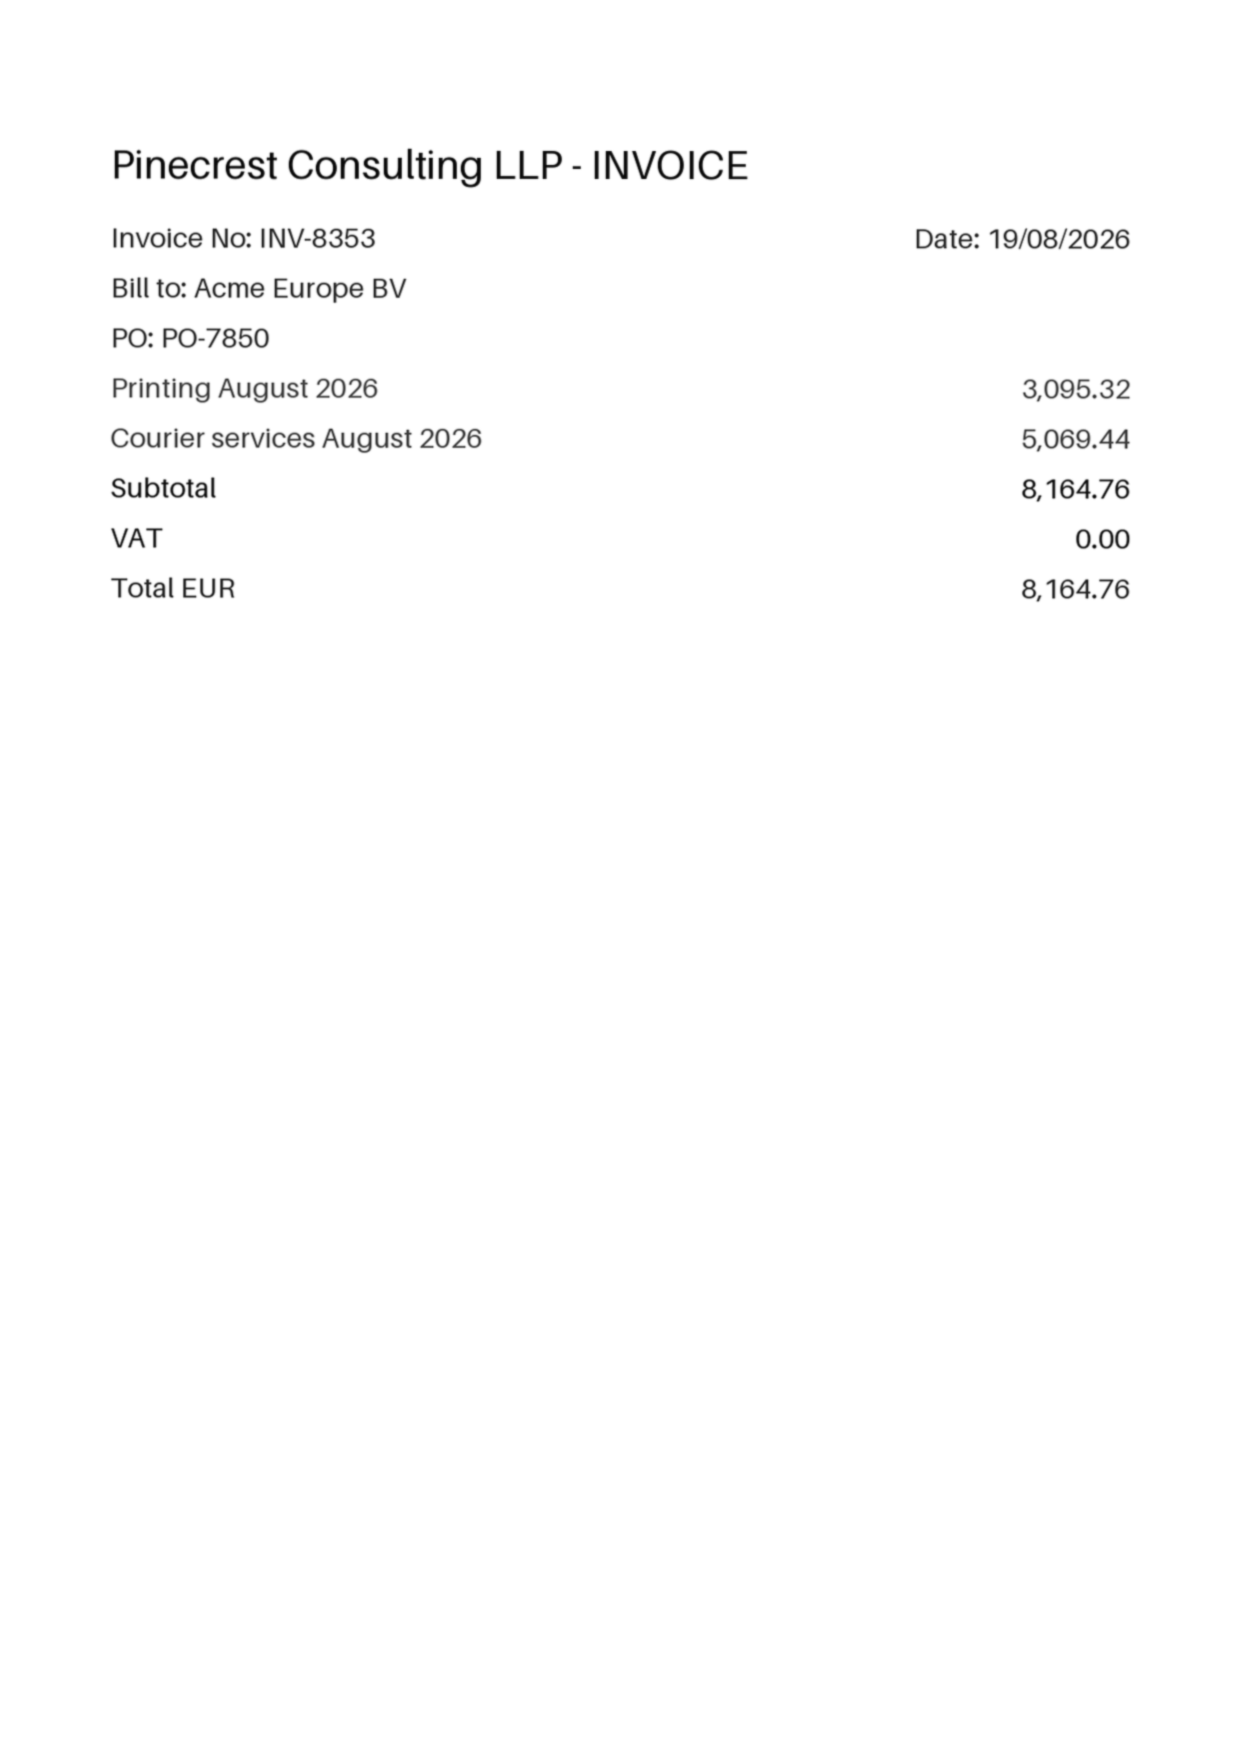 Pinecrest Consulting LLP - INVOICE
Invoice No: INV-8353 Date: 19/08/2026
Bill to: Acme Europe BV
PO: PO-7850
Printing August 2026 3,095.32
Courier services August 2026 5,069.44
Subtotal 8,164.76
VAT 0.00
Total EUR 8,164.76